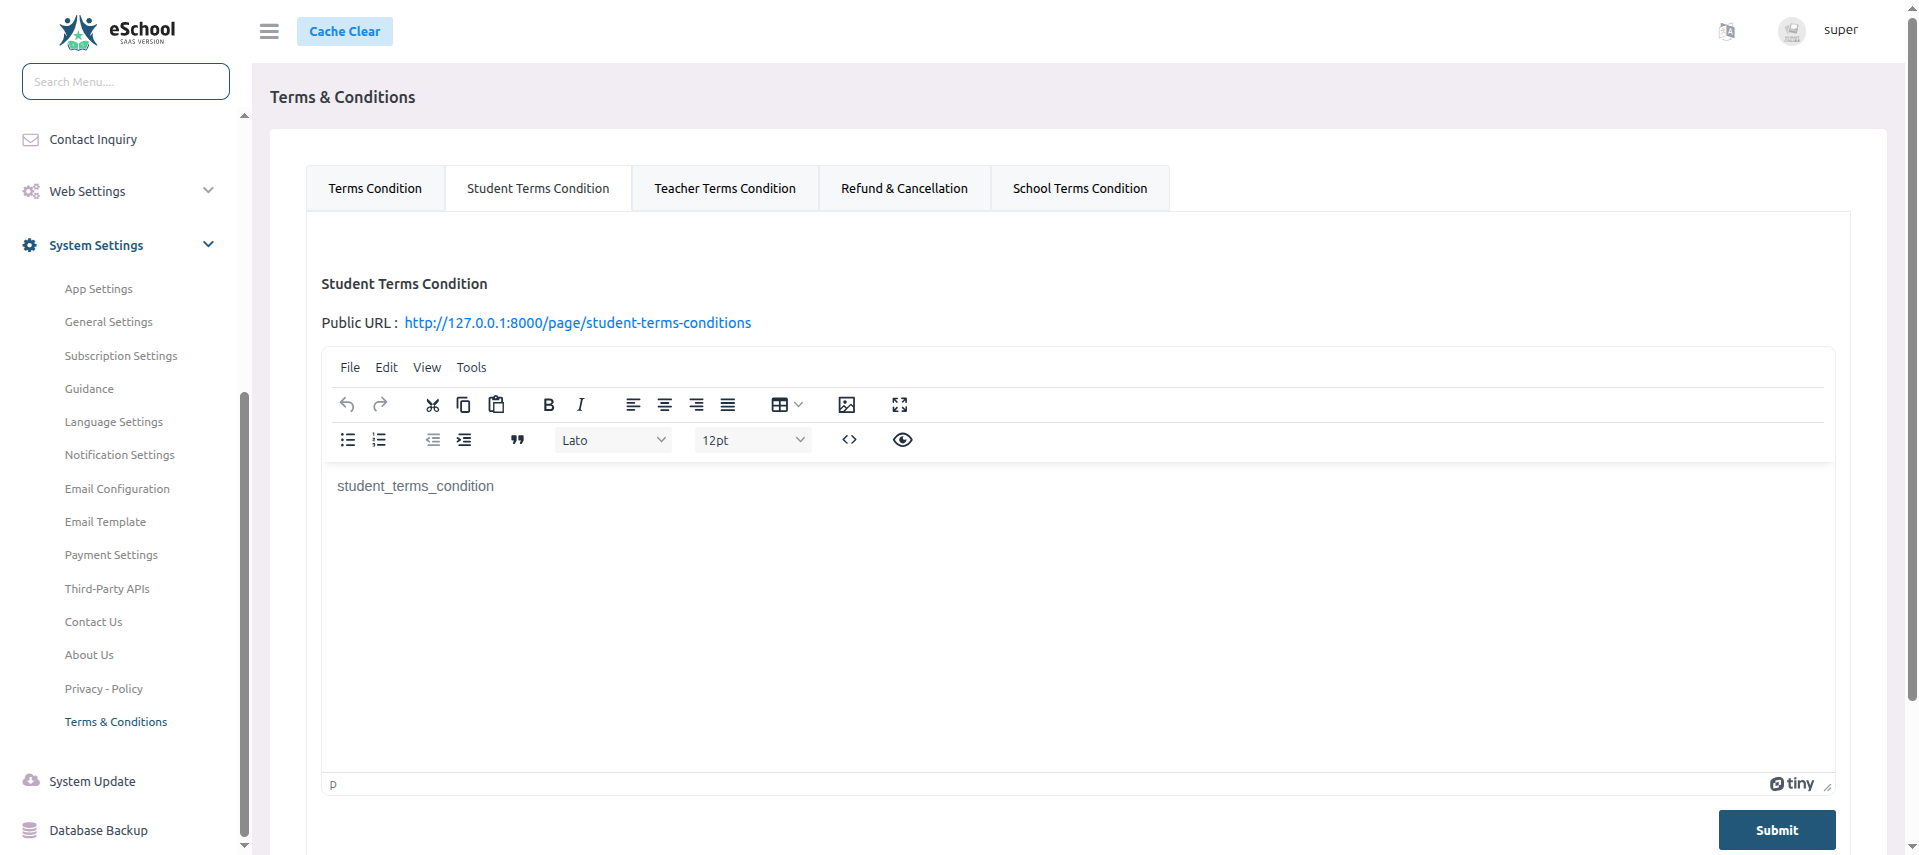 eSchool
SAAS VERSION
Cache Clear
super
Search Menu....
Contact Inquiry
Web Settings
System Settings
App Settings
General Settings
Subscription Settings
Guidance
Language Settings
Notification Settings
Email Configuration
Email Template
Payment Settings
Third-Party APIs
Contact Us
About Us
Privacy - Policy
Terms & Conditions
System Update
Database Backup
Terms & Conditions
Terms Condition
Student Terms Condition
Teacher Terms Condition
Refund & Cancellation
School Terms Condition
Student Terms Condition
Public URL : http://127.0.0.1:8000/page/student-terms-conditions
File Edit View Tools
Lato 12pt
student_terms_condition
p
tiny
Submit